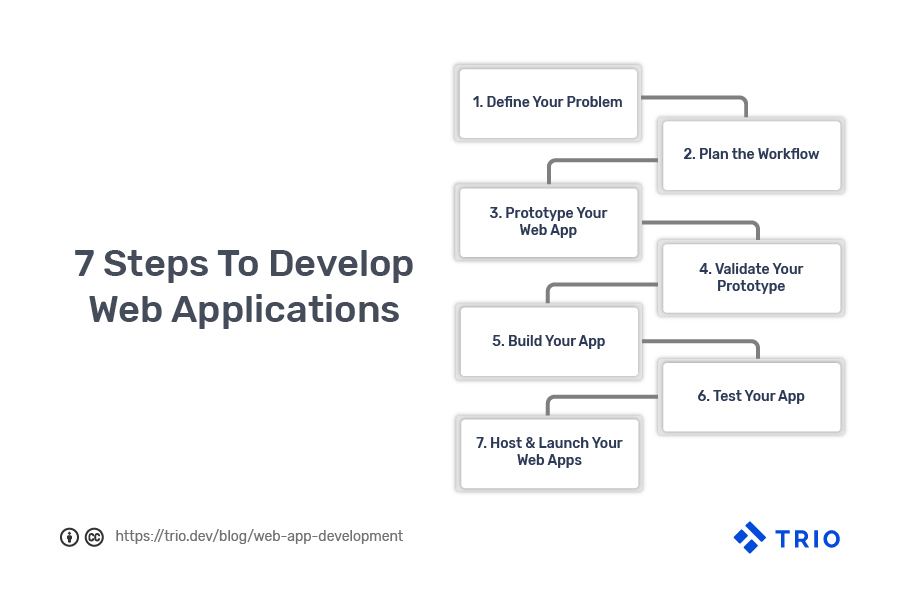 7 Steps To Develop
Web Applications
1. Define Your Problem
2. Plan the Workflow
3. Prototype Your
Web App
4. Validate Your
Prototype
5. Build Your App
6. Test Your App
7. Host & Launch Your
Web Apps
cc https://trio.dev/blog/web-app-development
TRIO